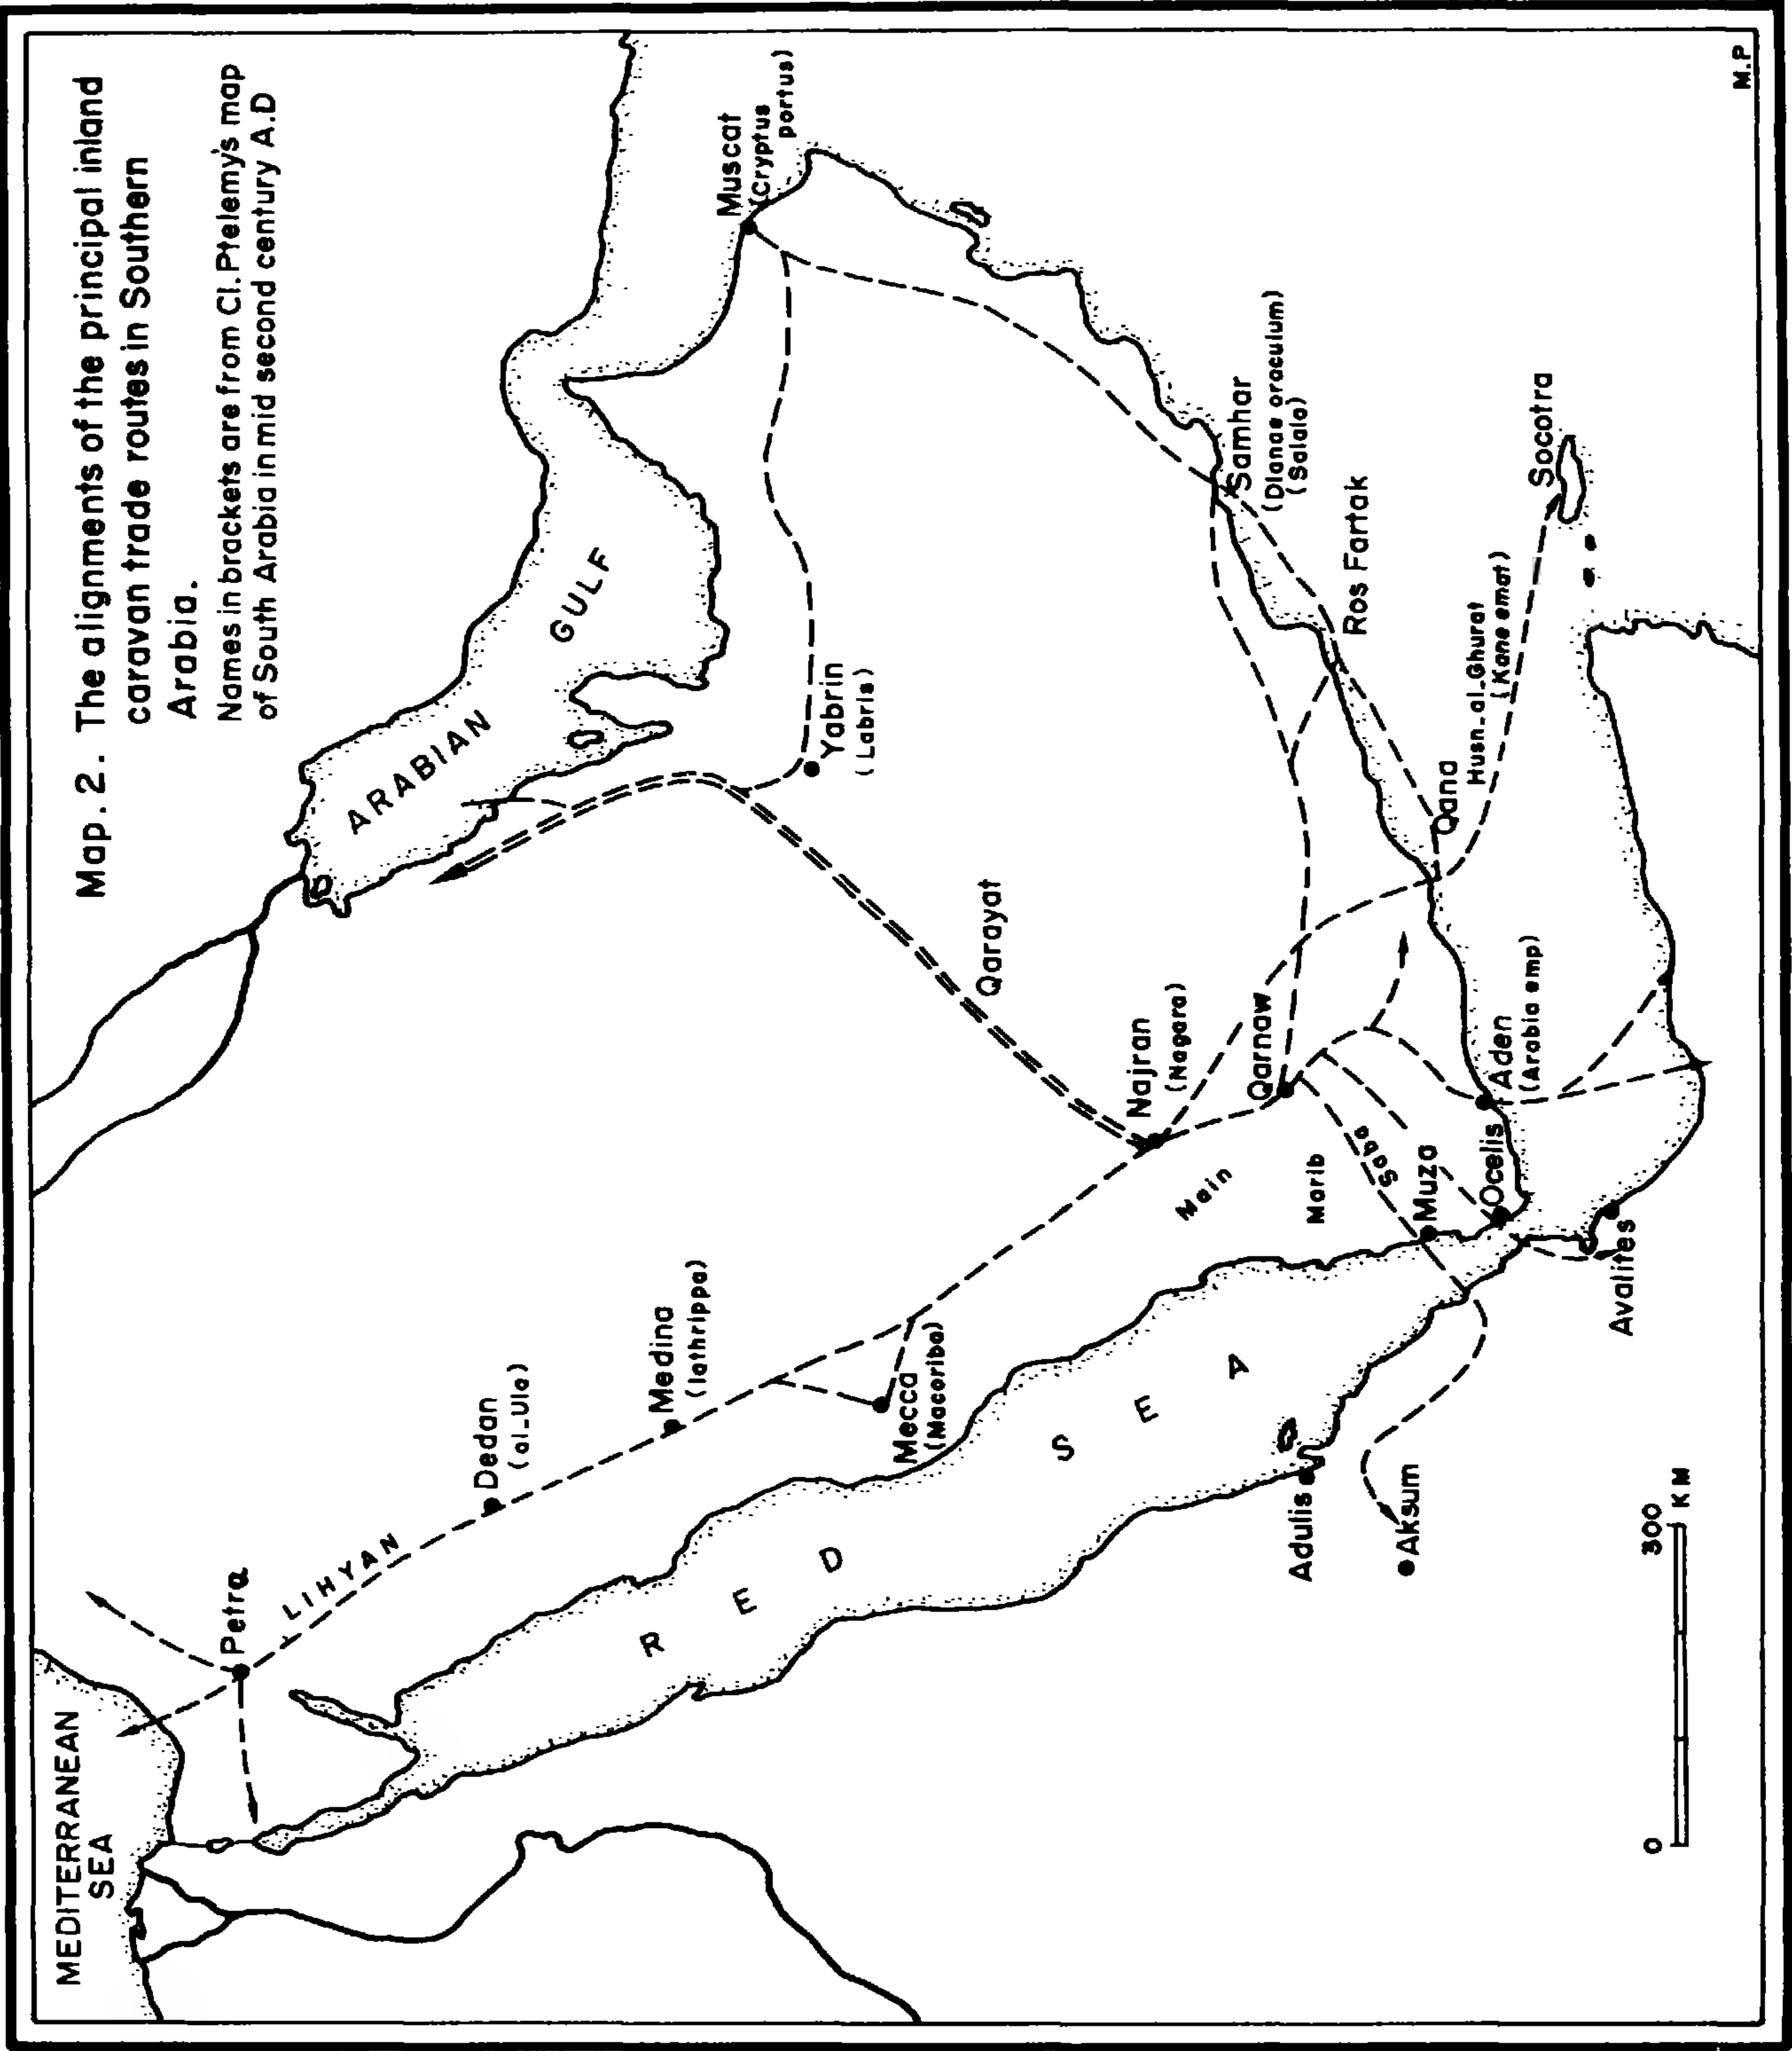 Map. 2. The alignments of the principal inland
caravan trade routes in Southern
Arabia.
Names in brackets are from Cl. Ptelemy's map
of South Arabia in mid second century A.D
MEDITERRANEAN
SEA
Petra
LIHYAN
Dedan
(al_Ula)
Medina
(Iathrippa)
Mecca
(Macoriba)
RED SEA
ARABIAN
GULF
Muscat
(Cryptus
portus)
Yabrin
(Labris)
Qarayat
Najran
(Nagara)
Qarnaw
Main
Marib
Saba
Muza
Ocelis
Aden
(Arabia emp)
Avalites
Adulis
Aksum
Samhar
(Dianae oraculum)
(Salala)
Ros Fartak
Qana
Husn_al_Ghurat
(Kane emat)
Socotra
0 300
KM
M.P